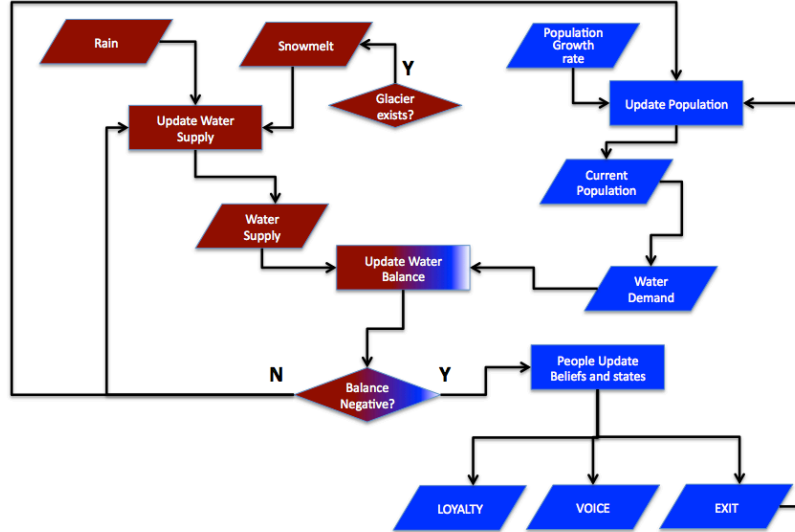 Rain
Snowmelt
Y
Glacier
exists?
Population
Growth
rate
Update Water
Supply
Update Population
Current
Population
Water
Supply
Update Water
Balance
Water
Demand
N
Balance
Negative?
Y
People Update
Beliefs and states
LOYALTY
VOICE
EXIT